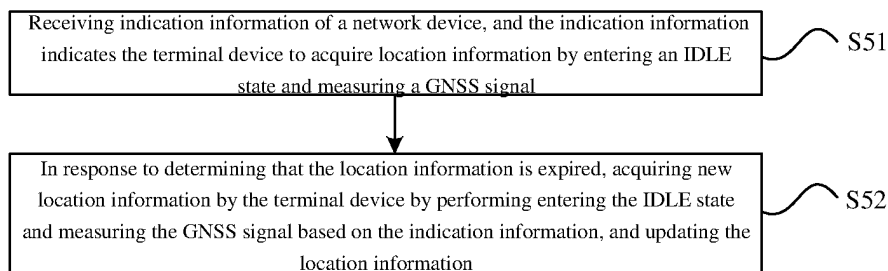 Receiving indication information of a network device, and the indication information
indicates the terminal device to acquire location information by entering an IDLE
state and measuring a GNSS signal
S51
In response to determining that the location information is expired, acquiring new
location information by the terminal device by performing entering the IDLE state
and measuring the GNSS signal based on the indication information, and updating the
location information
S52